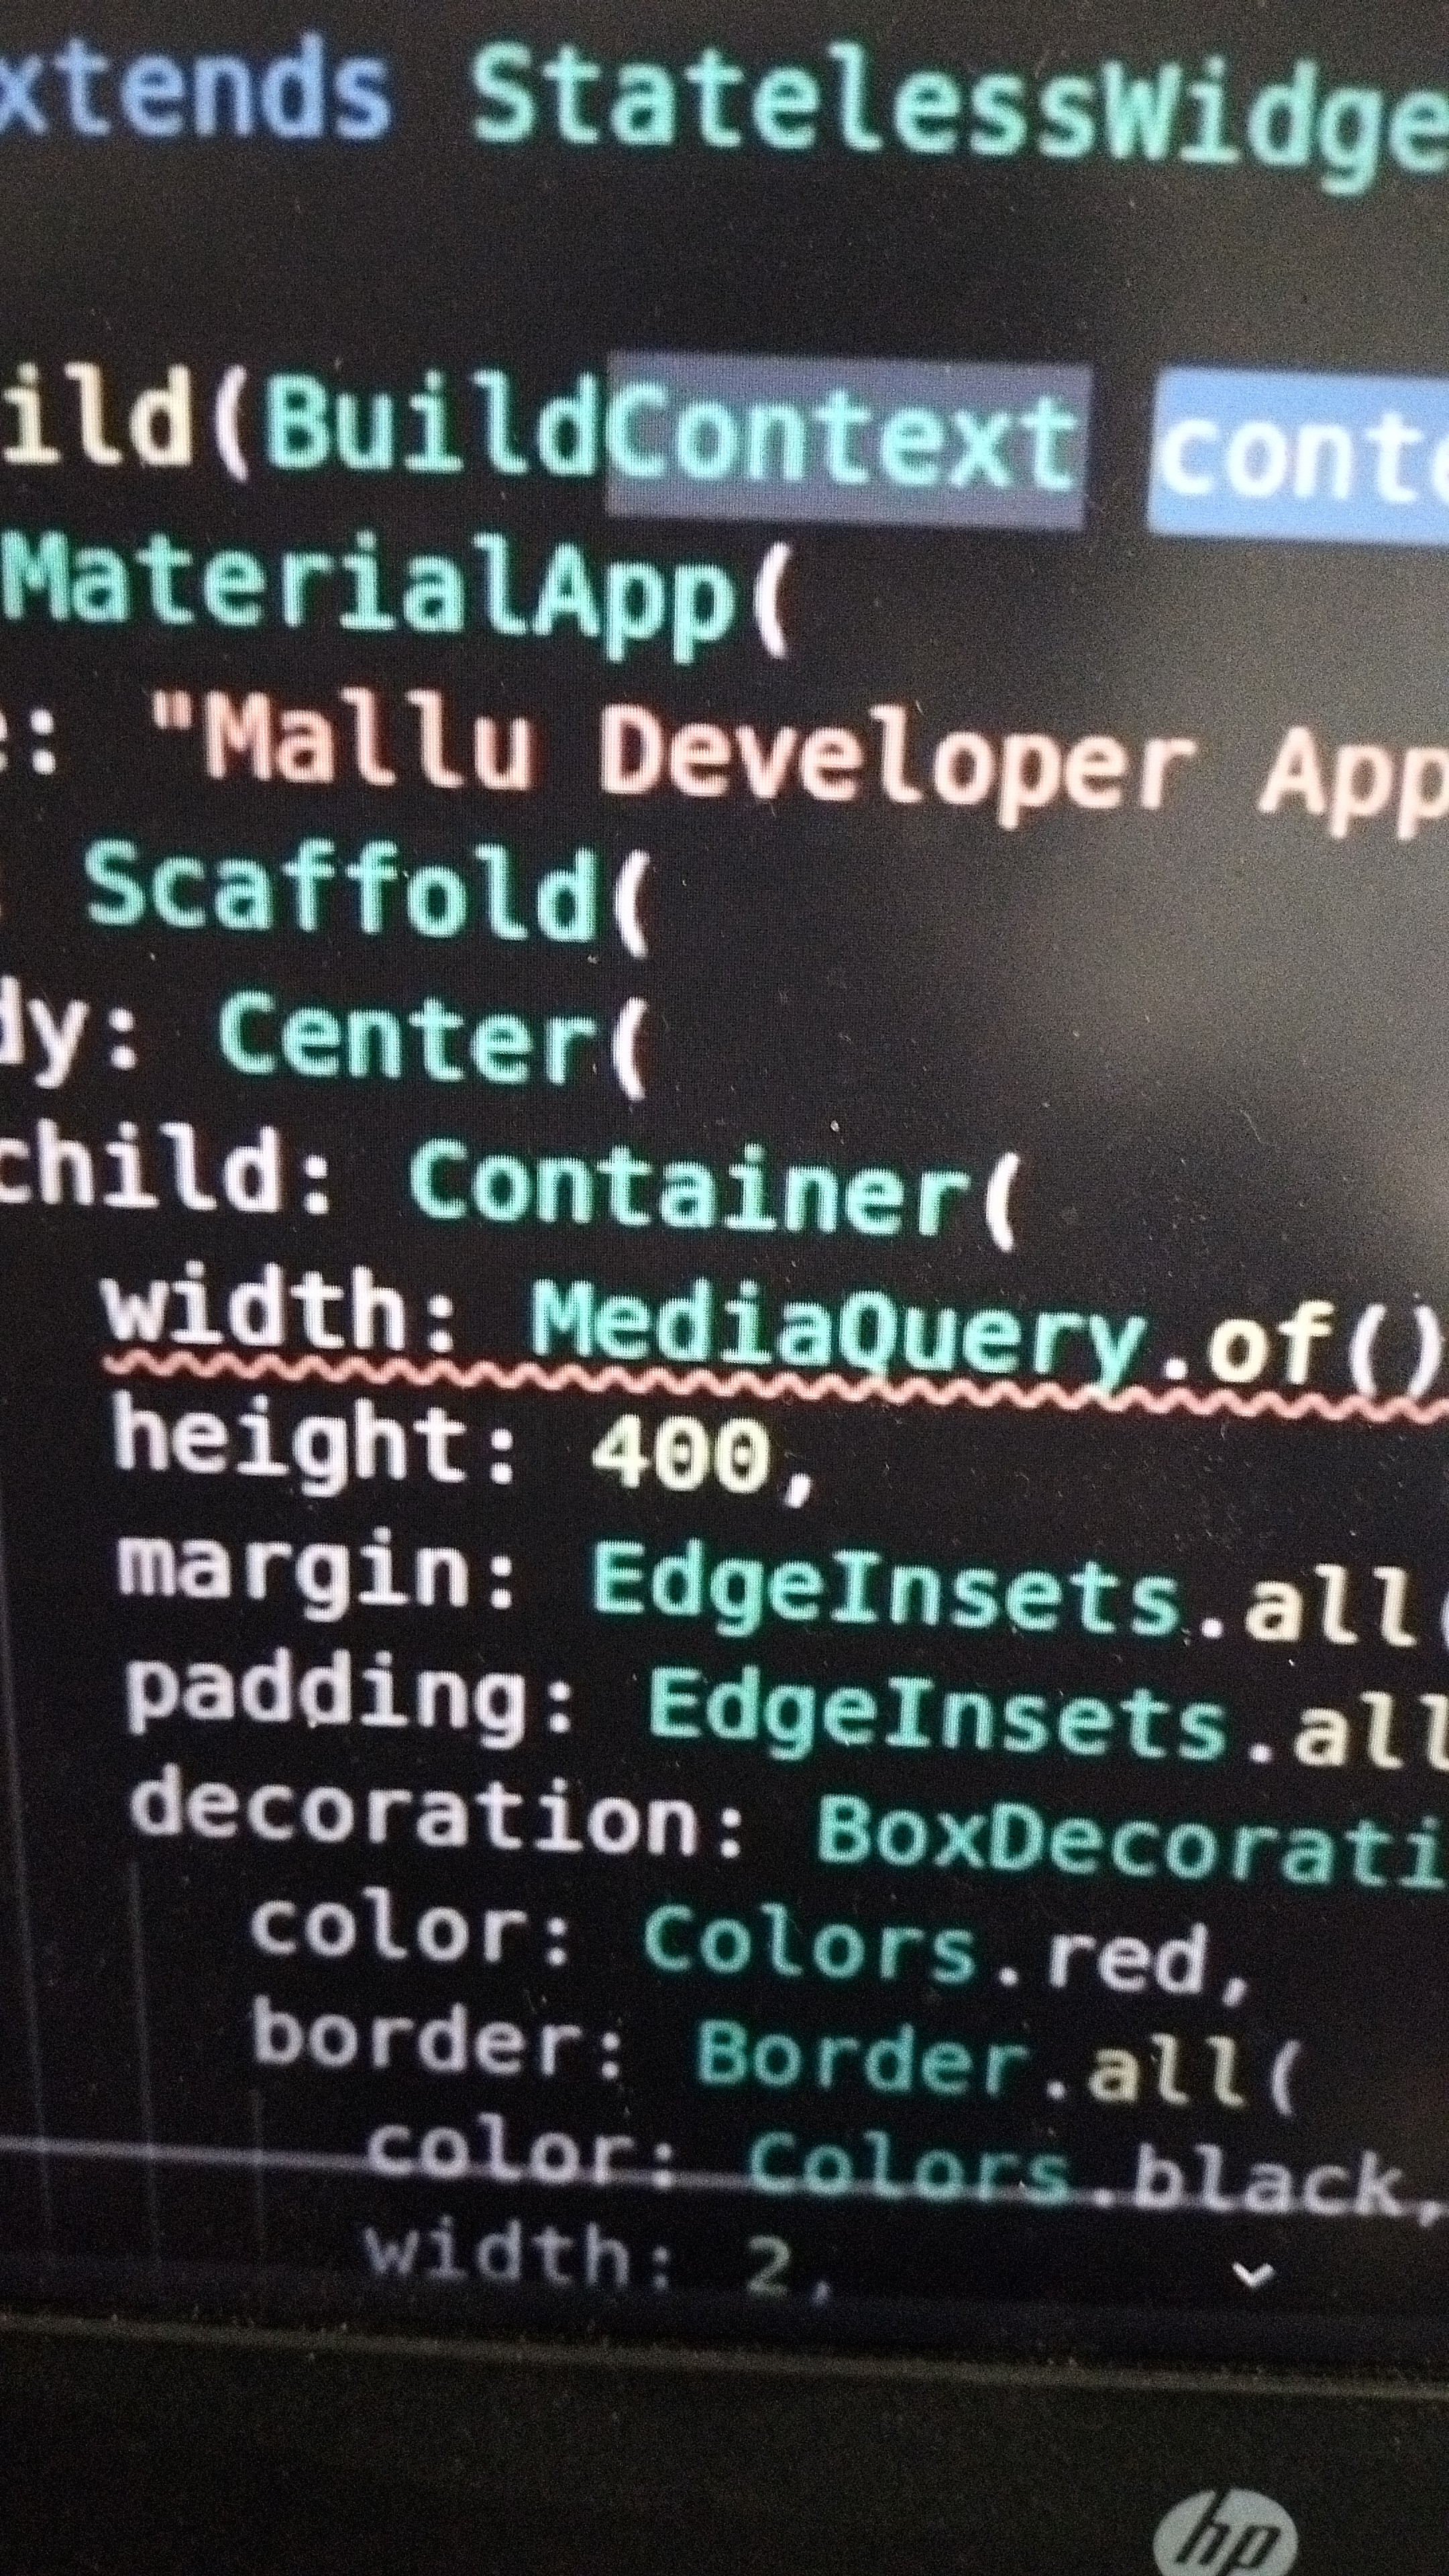 xtends StatelessWidge
ild(BuildContext conte
MaterialApp(
e: "Mallu Developer App
: Scaffold(
dy: Center(
child: Container(
width: MediaQuery.of()
height: 400,
margin: EdgeInsets.all(
padding: EdgeInsets.all
decoration: BoxDecorati
color: Colors.red,
border: Border.all(
color: Colors.black,
width: 2,
hp